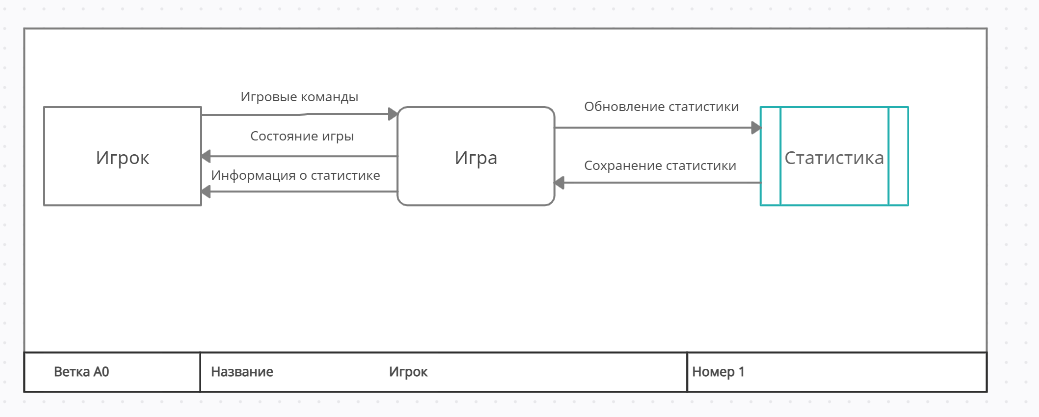 Игровые команды
Обновление статистики
Состояние игры
Игрок
Игра
Статистика
Информация о статистике
Сохранение статистики
Ветка А0
Название
Игрок
Номер 1